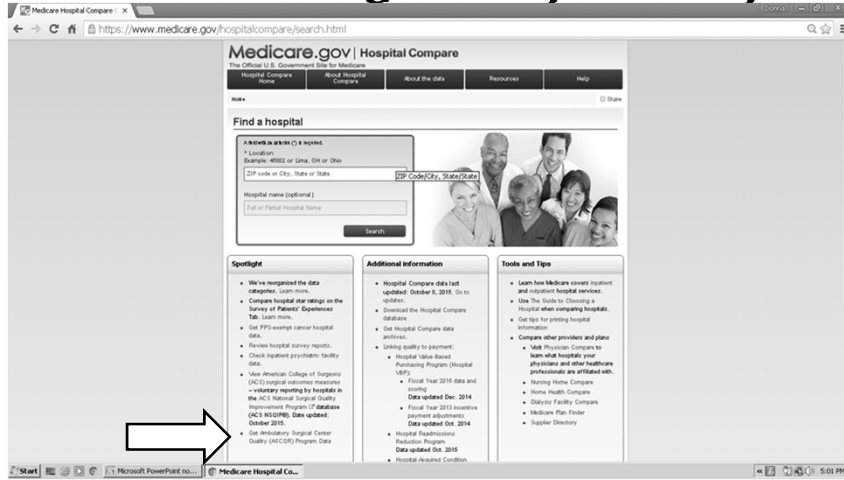 Medicare Hospital Compare
https://www.medicare.gov/hospitalcompare/search.html
Medicare.gov | Hospital Compare
The Official U.S. Government Site for Medicare
Hospital Compare Home
About Hospital Compare
About the data
Resources
Help
Home
Share
Find a hospital
A field with an asterisk (*) is required.
* Location
Example: 45802 or Lima, OH or Ohio
ZIP code or City, State or State
ZIP Code/City, State/State
Hospital name (optional)
Full or Partial Hospital Name
Search
Spotlight
• We've reorganized the data
categories. Learn more.
• Compare hospital star ratings on the
Survey of Patients' Experiences
Tab. Learn more.
• Get PPS-exempt cancer hospital
data.
• Review hospital survey reports.
• Check inpatient psychiatric facility
data.
• View American College of Surgeons
(ACS) surgical outcomes measures
– voluntary reporting by hospitals in
the ACS National Surgical Quality
Improvement Program database
(ACS NSQIP®). Date updated:
October 2015.
• Get Ambulatory Surgical Center
Quality (ASCQR) Program Data
Additional information
• Hospital Compare data last
updated: October 8, 2015. Go to
updates.
• Download the Hospital Compare
database
• Get Hospital Compare data
archives.
• Linking quality to payment:
• Hospital Value-Based
Purchasing Program (Hospital
VBP):
• Fiscal Year 2015 data and
scoring
Data updated Dec. 2014
• Fiscal Year 2013 incentive
payment adjustments
Data updated Oct. 2014
• Hospital Readmissions
Reduction Program
Data updated Oct. 2015
• Hospital-Acquired Condition
Tools and Tips
• Learn how Medicare covers inpatient
and outpatient hospital services.
• Use The Guide to Choosing a
Hospital when comparing hospitals.
• Get tips for printing hospital
information
• Compare other providers and plans
• Visit Physician Compare to
learn what hospitals your
physicians and other healthcare
professionals are affiliated with.
• Nursing Home Compare
• Home Health Compare
• Dialysis Facility Compare
• Medicare Plan Finder
• Supplier Directory
Start
Microsoft PowerPoint no...
Medicare Hospital Co...
5:01 PM